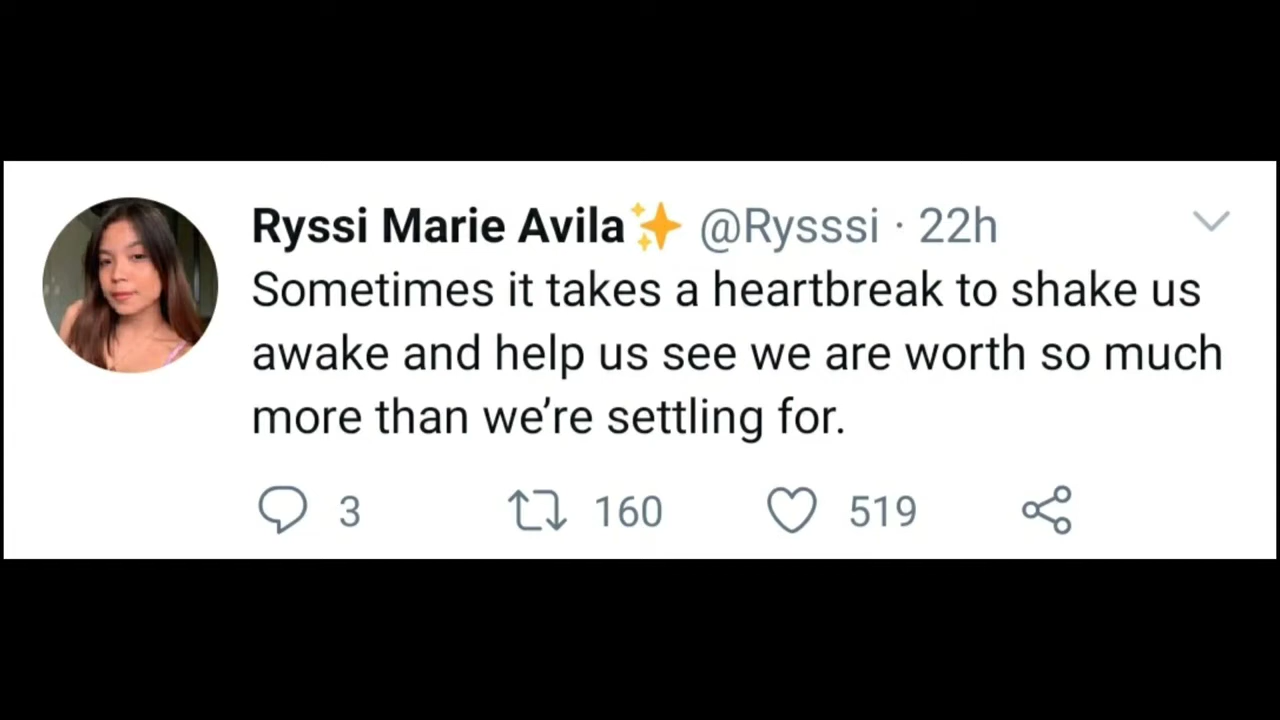 Ryssi Marie Avila✨ @Rysssi · 22h
Sometimes it takes a heartbreak to shake us
awake and help us see we are worth so much
more than we’re settling for.
3 160 519